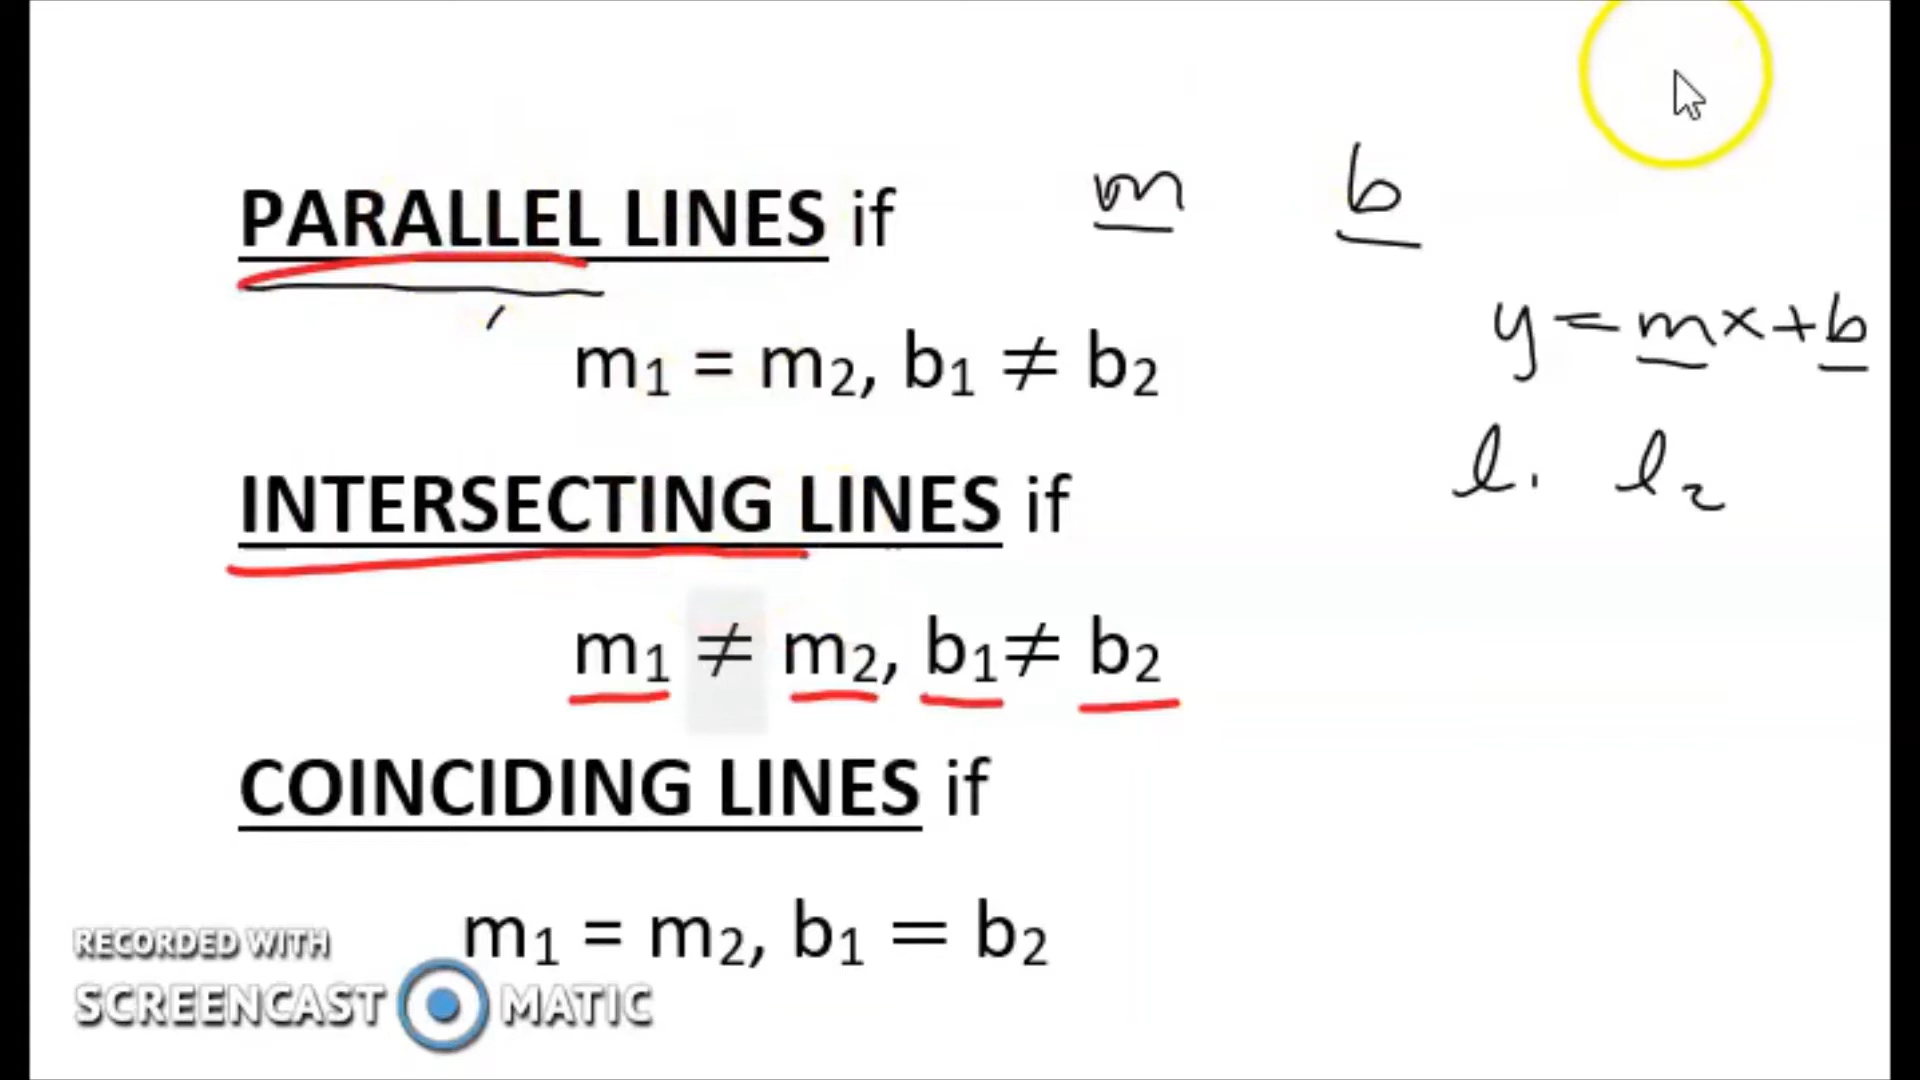 PARALLEL LINES if
m b
m₁ = m₂, b₁ ≠ b₂
y = mx + b
l₁ l₂
INTERSECTING LINES if
m₁ ≠ m₂, b₁ ≠ b₂
COINCIDING LINES if
m₁ = m₂, b₁ = b₂
RECORDED WITH
SCREENCAST MATIC